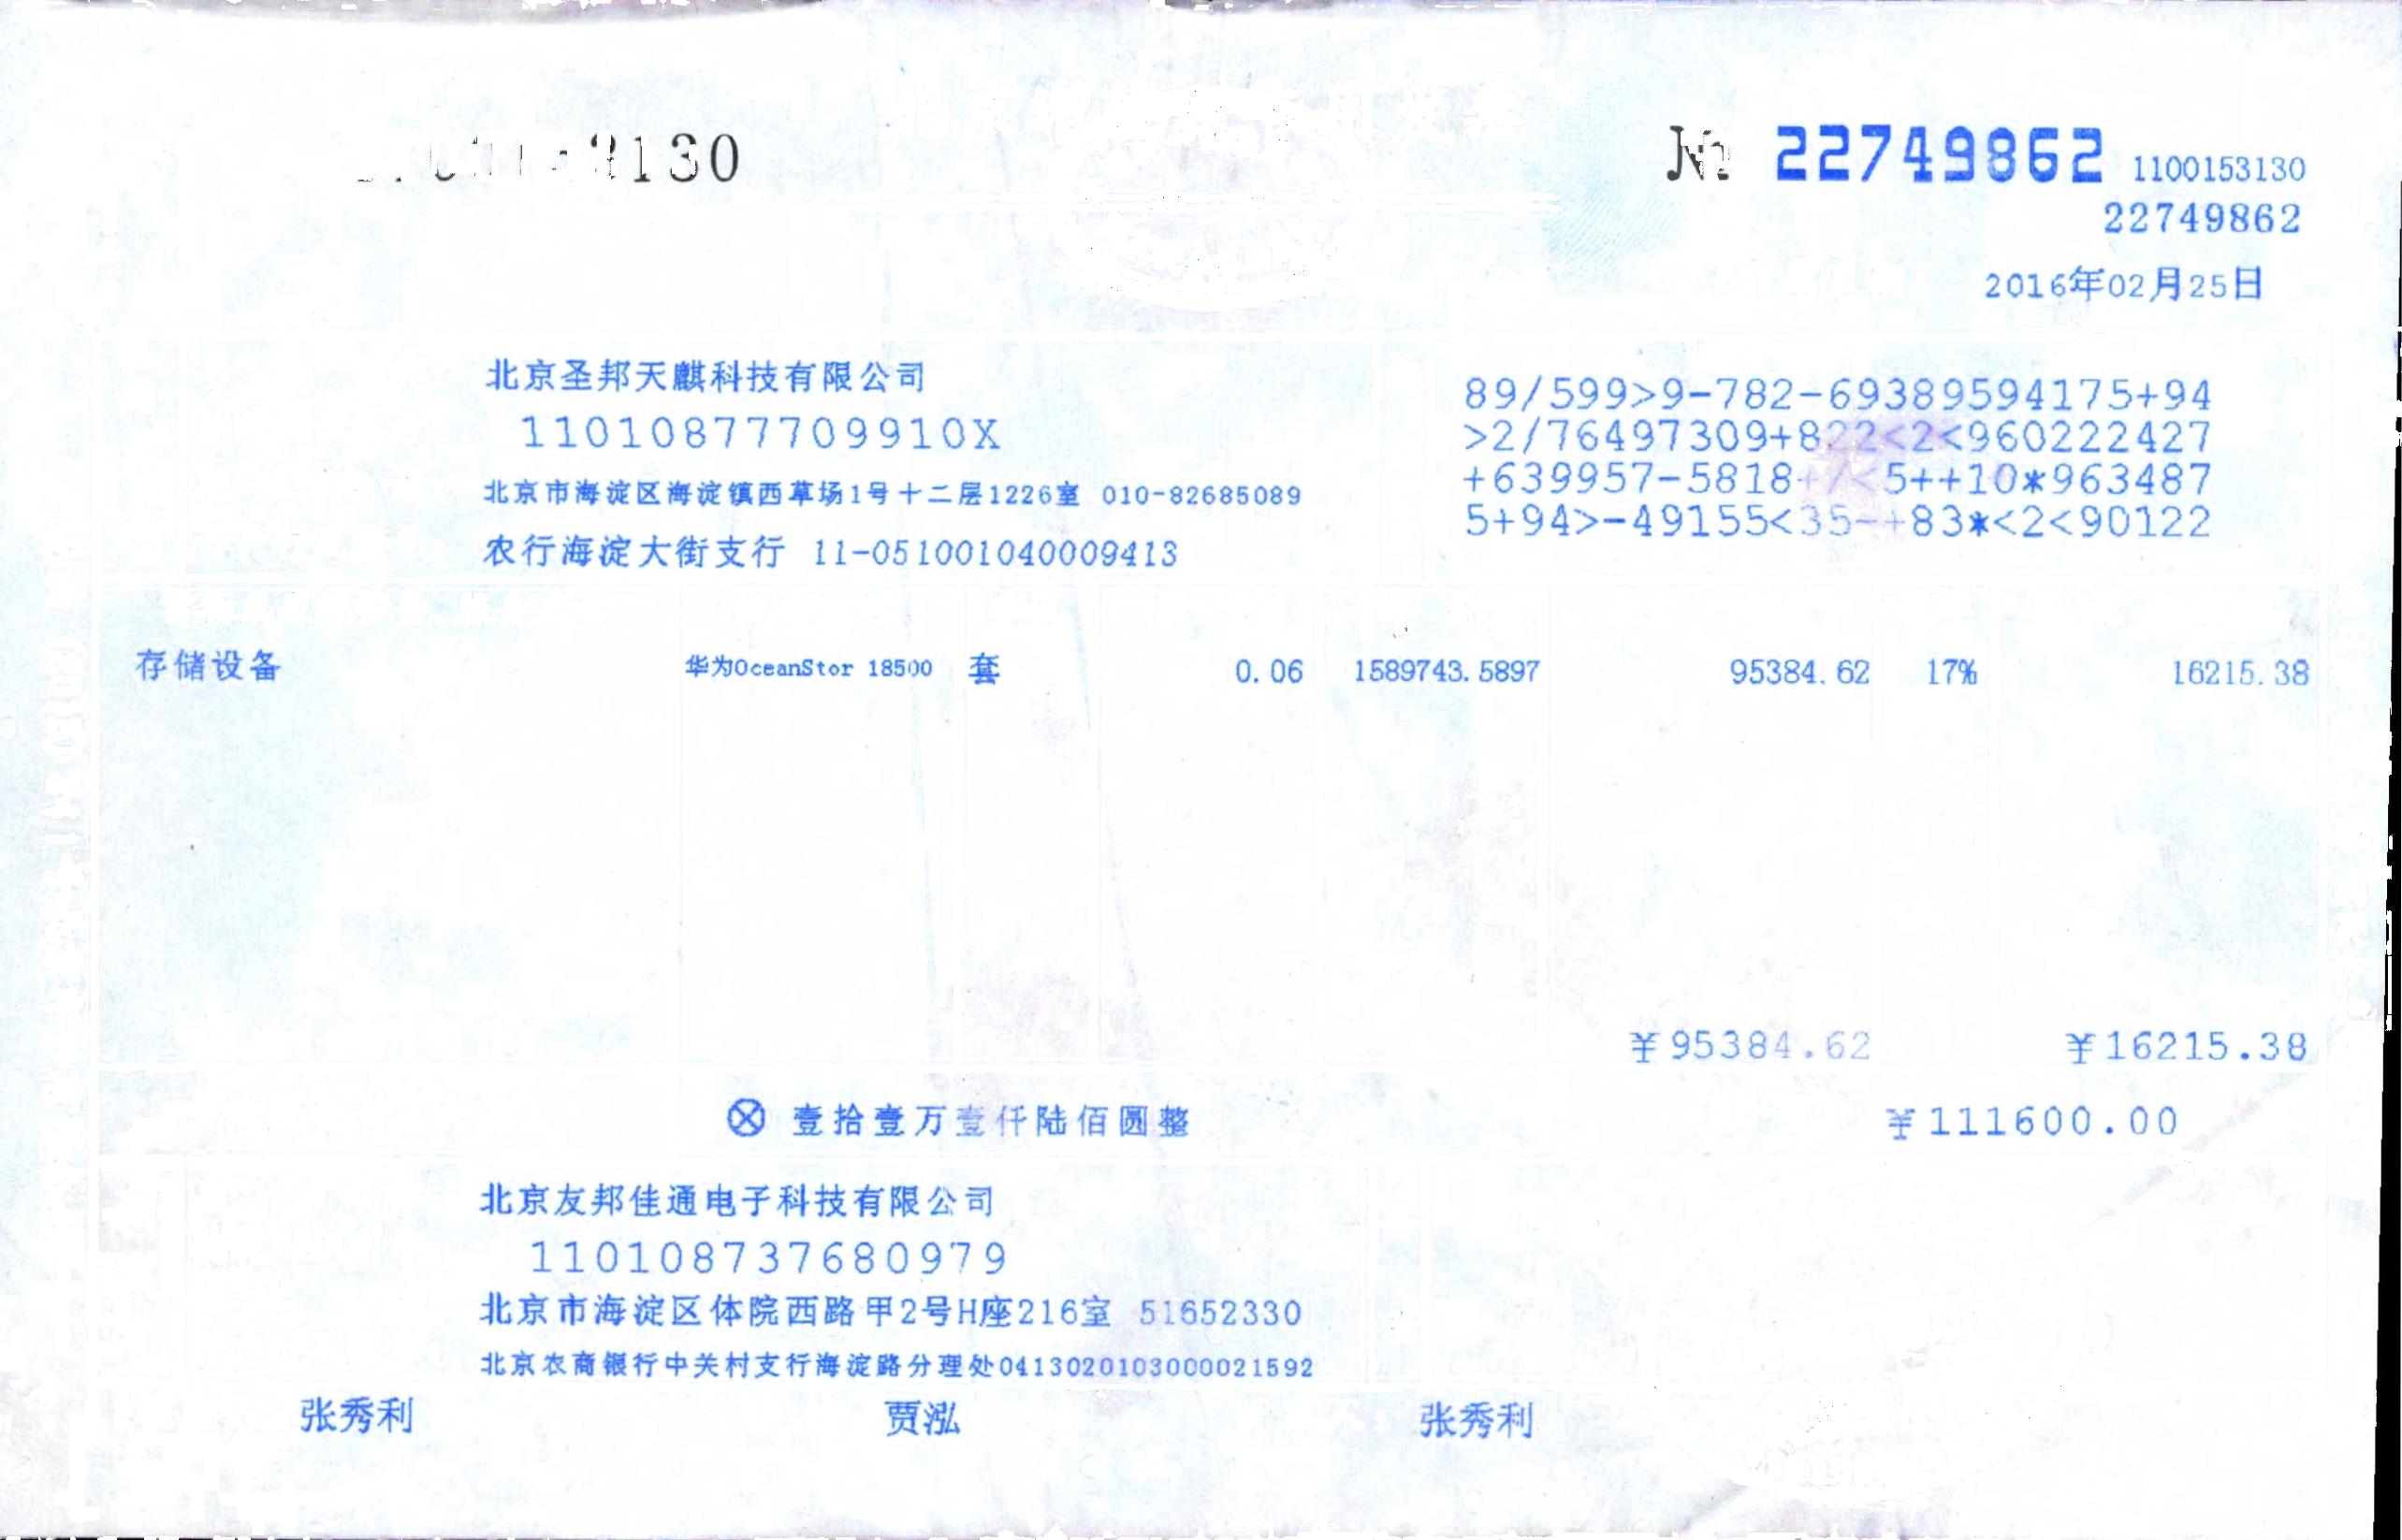 3130
№ 22749862 1100153130
22749862
2016年02月25日
北京圣邦天麒科技有限公司
11010877709910X
北京市海淀区海淀镇西草场1号十二层1226室 010-82685089
农行海淀大街支行 11-051001040009413
89/599>9-782-69389594175+94
>2/76497309+822<2<960222427
+639957-5818+/<5++10*963487
5+94>-49155<35-+83*<2<90122
存储设备 华为OceanStor 18500 套 0.06 1589743.5897 95384.62 17% 16215.38
¥95384.62 ¥16215.38
ⓧ 壹拾壹万壹仟陆佰圆整 ¥111600.00
北京友邦佳通电子科技有限公司
110108737680979
北京市海淀区体院西路甲2号H座216室 51652330
北京农商银行中关村支行海淀路分理处0413020103000021592
张秀利 贾泓 张秀利